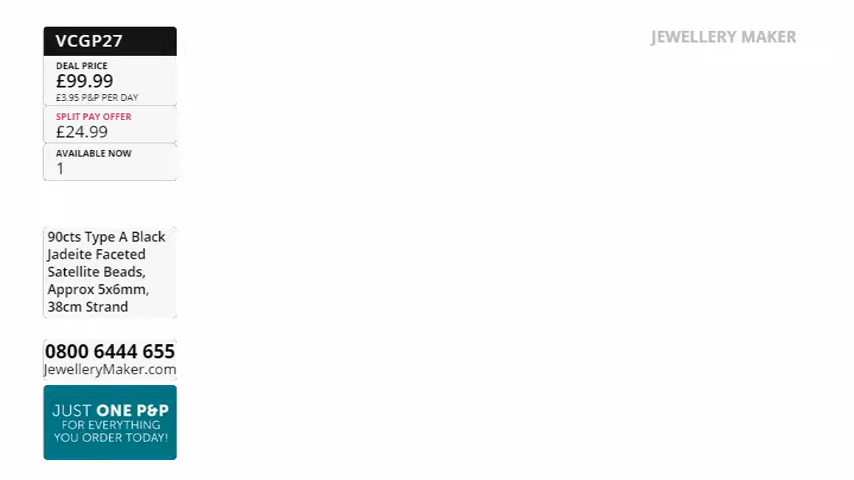 VCGP27
JEWELLERY MAKER
DEAL PRICE
£99.99
£3.95 P&P PER DAY
SPLIT PAY OFFER
£24.99
AVAILABLE NOW
1
90cts Type A Black
Jadeite Faceted
Satellite Beads,
Approx 5x6mm,
38cm Strand
0800 6444 655
JewelleryMaker.com
JUST ONE P&P
FOR EVERYTHING
YOU ORDER TODAY!